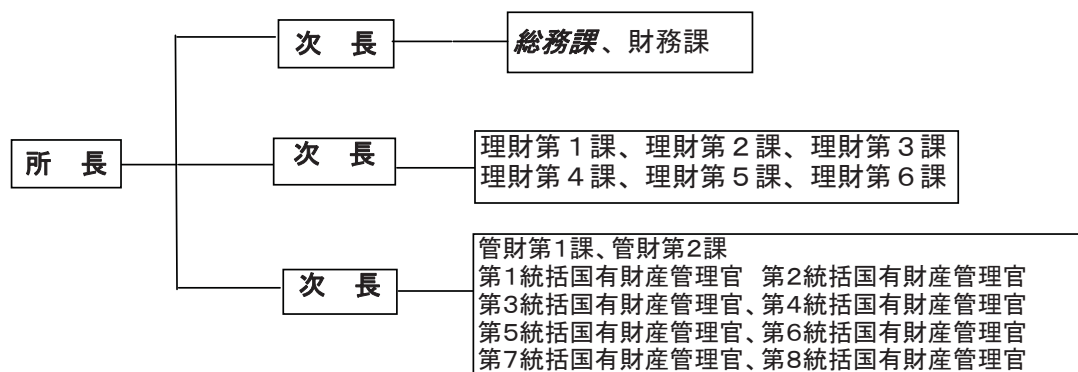 次　長
総務課、財務課
所　長
次　長
理財第１課、理財第２課、理財第３課
理財第４課、理財第５課、理財第６課
次　長
管財第1課、管財第2課
第1統括国有財産管理官　第2統括国有財産管理官
第3統括国有財産管理官、第4統括国有財産管理官
第5統括国有財産管理官、第6統括国有財産管理官
第7統括国有財産管理官、第8統括国有財産管理官